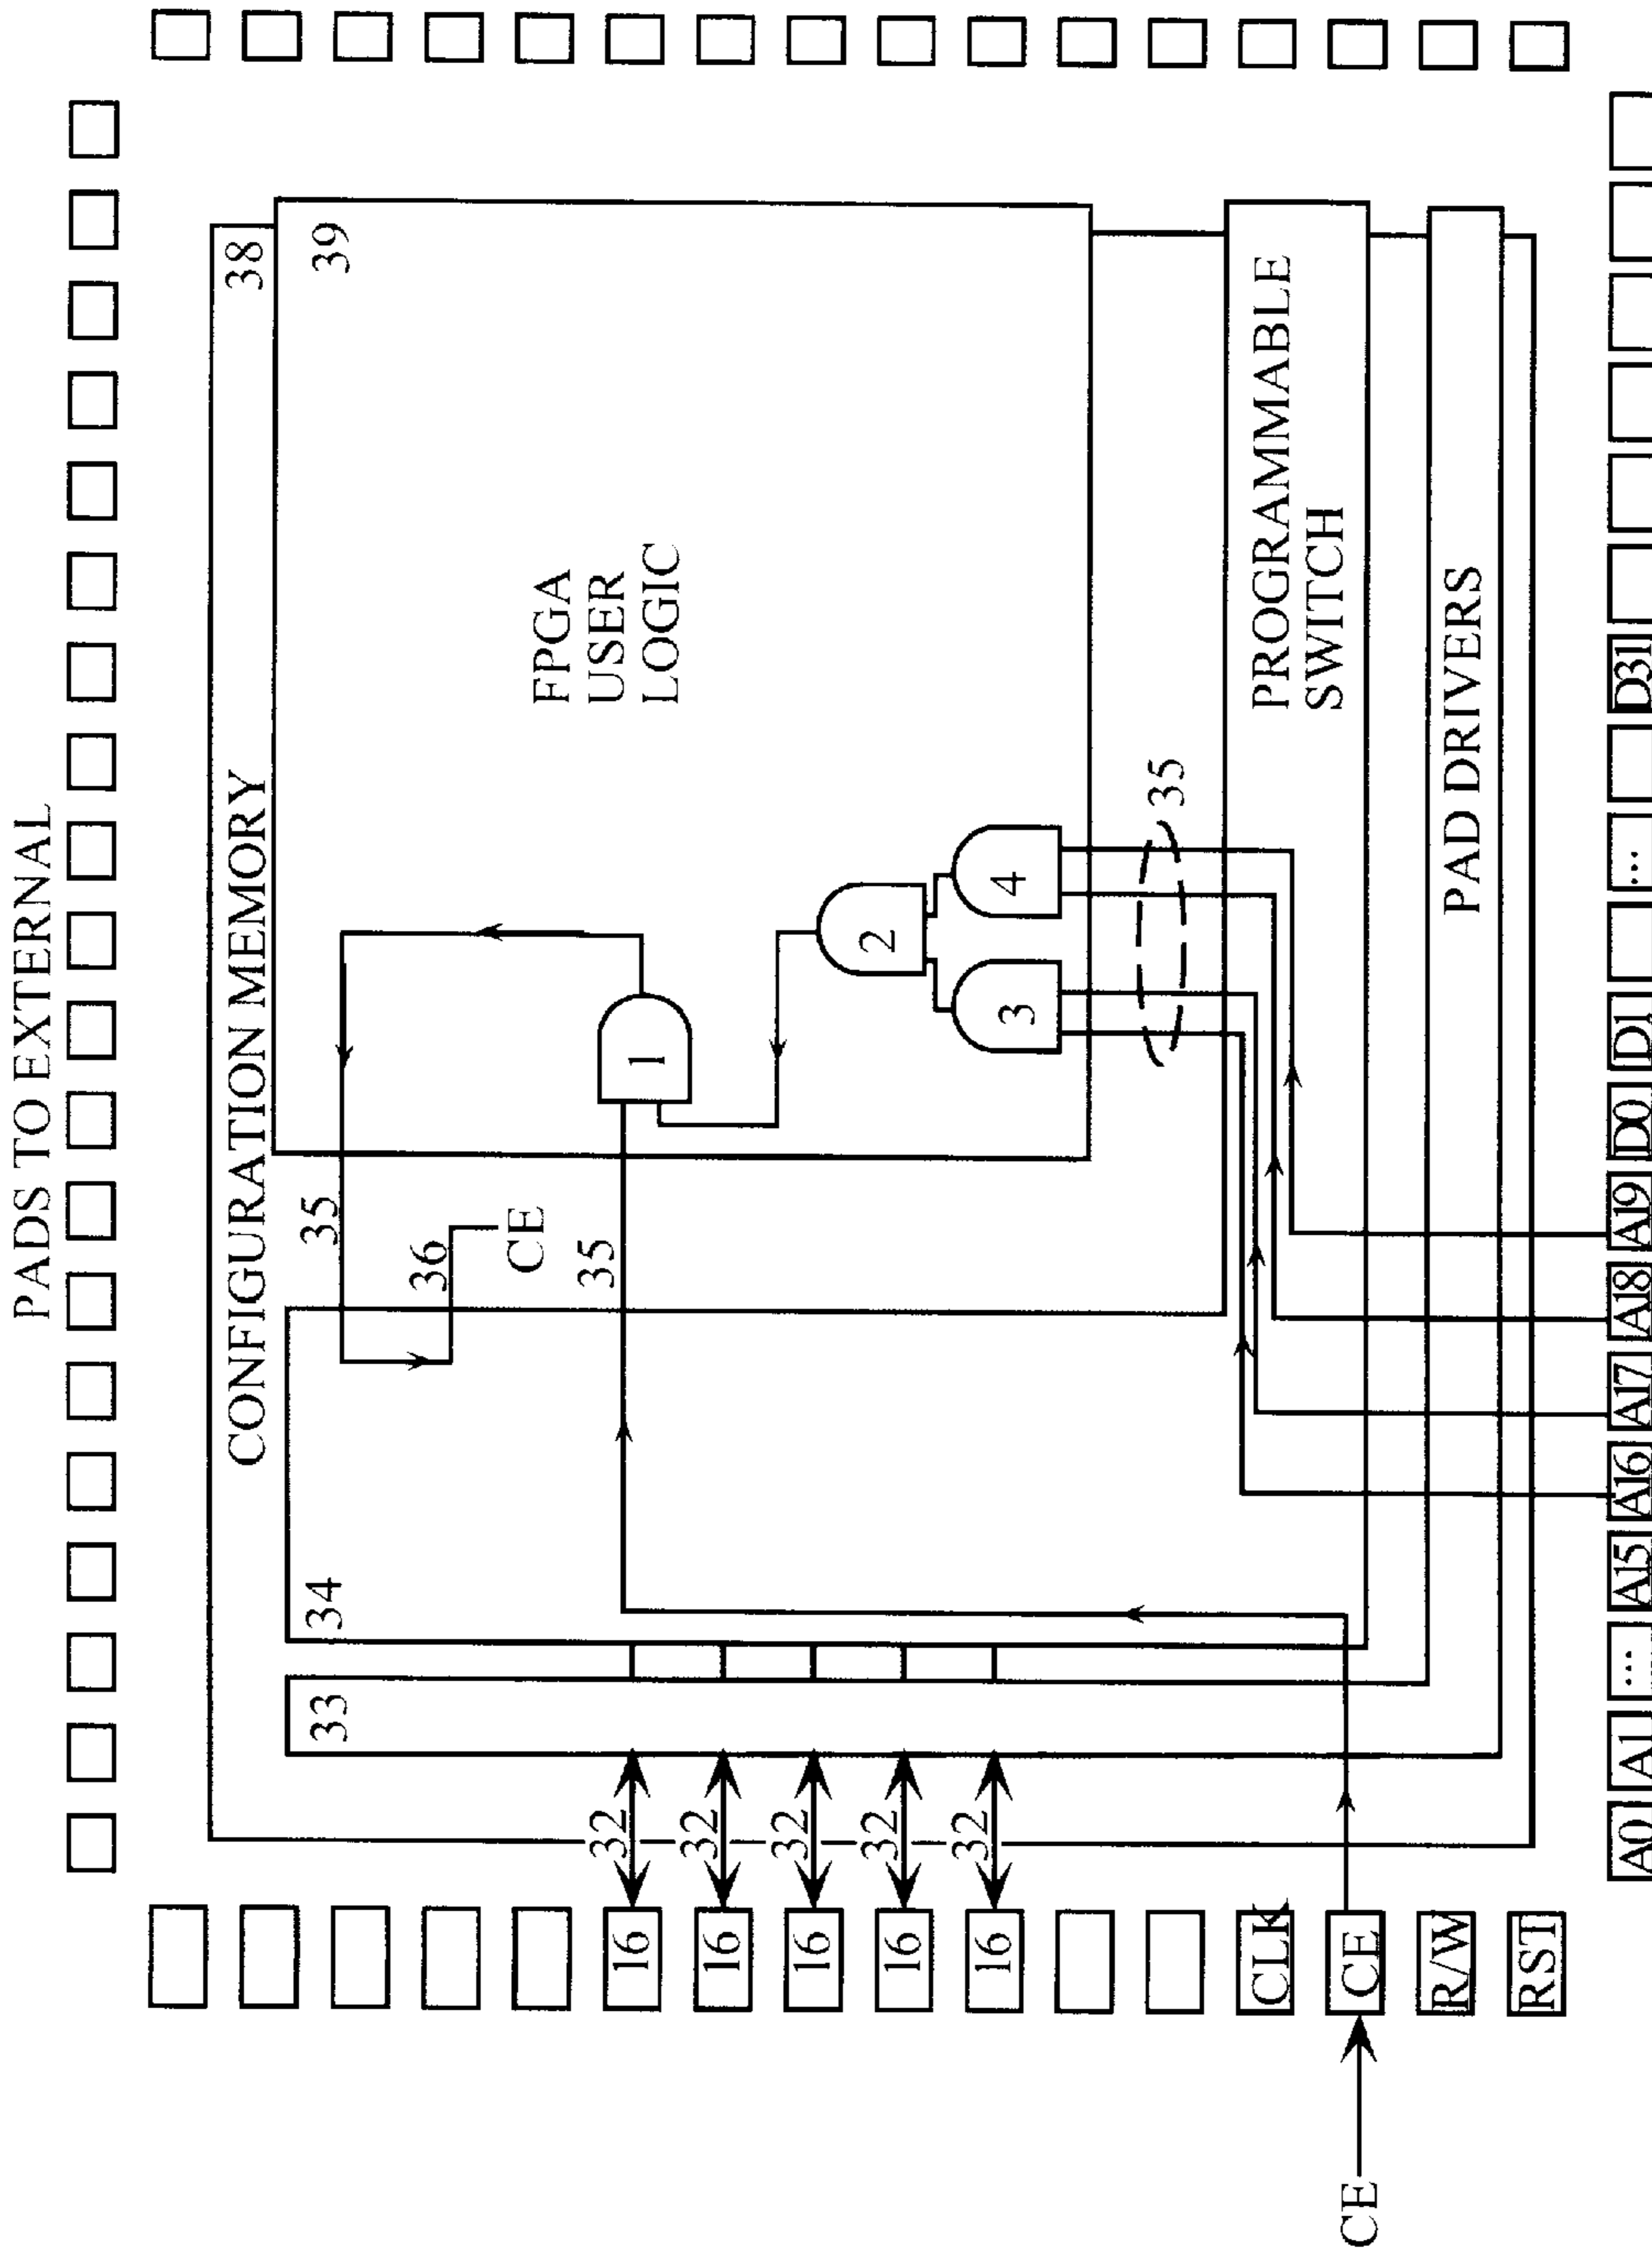 PADS TO EXTERNAL
CONFIGURATION MEMORY
38
39
34
33
35
36
CE
35
FPGA
USER
LOGIC
1
2
3
4
35
PROGRAMMABLE
SWITCH
PAD DRIVERS
32
32
32
32
32
16
16
16
16
16
CLK
CE
R/W
RST
CE
A0
A1
...
A15
A16
A17
A18
A19
D0
D1
...
D31